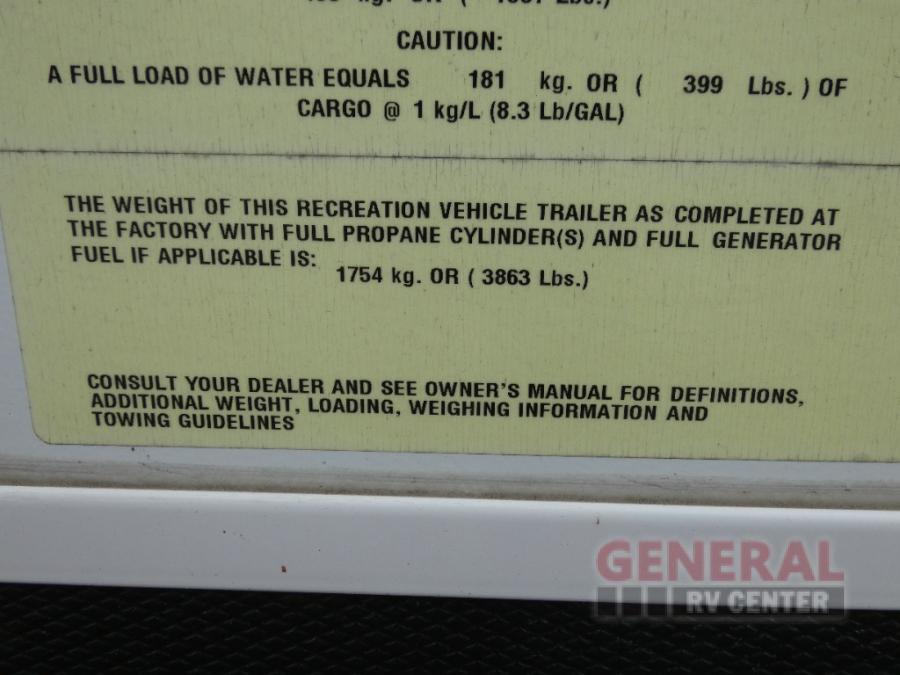 CAUTION:
A FULL LOAD OF WATER EQUALS 181 kg. OR ( 399 Lbs. ) OF
CARGO @ 1 kg/L (8.3 Lb/GAL)
THE WEIGHT OF THIS RECREATION VEHICLE TRAILER AS COMPLETED AT
THE FACTORY WITH FULL PROPANE CYLINDER(S) AND FULL GENERATOR
FUEL IF APPLICABLE IS:
1754 kg. OR ( 3863 Lbs.)
CONSULT YOUR DEALER AND SEE OWNER'S MANUAL FOR DEFINITIONS,
ADDITIONAL WEIGHT, LOADING, WEIGHING INFORMATION AND
TOWING GUIDELINES
GENERAL
RV CENTER